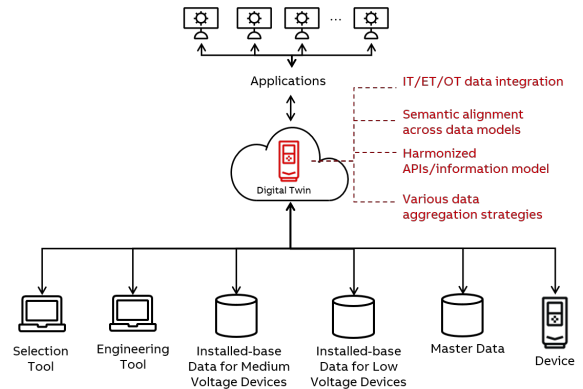 ...
Applications
IT/ET/OT data integration
Semantic alignment
across data models
Harmonized
APIs/information model
Various data
aggregation strategies
Digital Twin
Selection
Tool
Engineering
Tool
Installed-base
Data for Medium
Voltage Devices
Installed-base
Data for Low
Voltage Devices
Master Data
Device